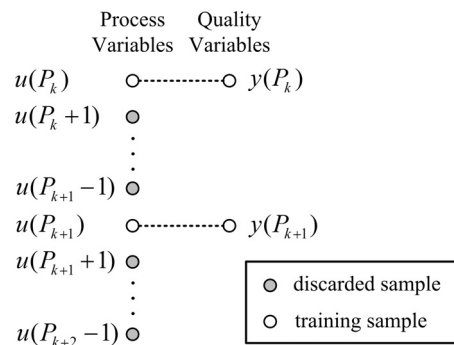 Process Variables Quality Variables
u(P_k) y(P_k)
u(P_k +1)
u(P_{k+1} −1)
u(P_{k+1}) y(P_{k+1})
u(P_{k+1} +1)
discarded sample
training sample
u(P_{k+2} −1)